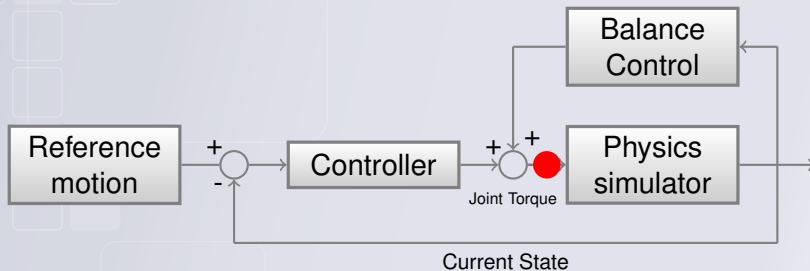 Balance
Control
Reference
motion
+
-
Controller
+
+
Joint Torque
Physics
simulator
Current State